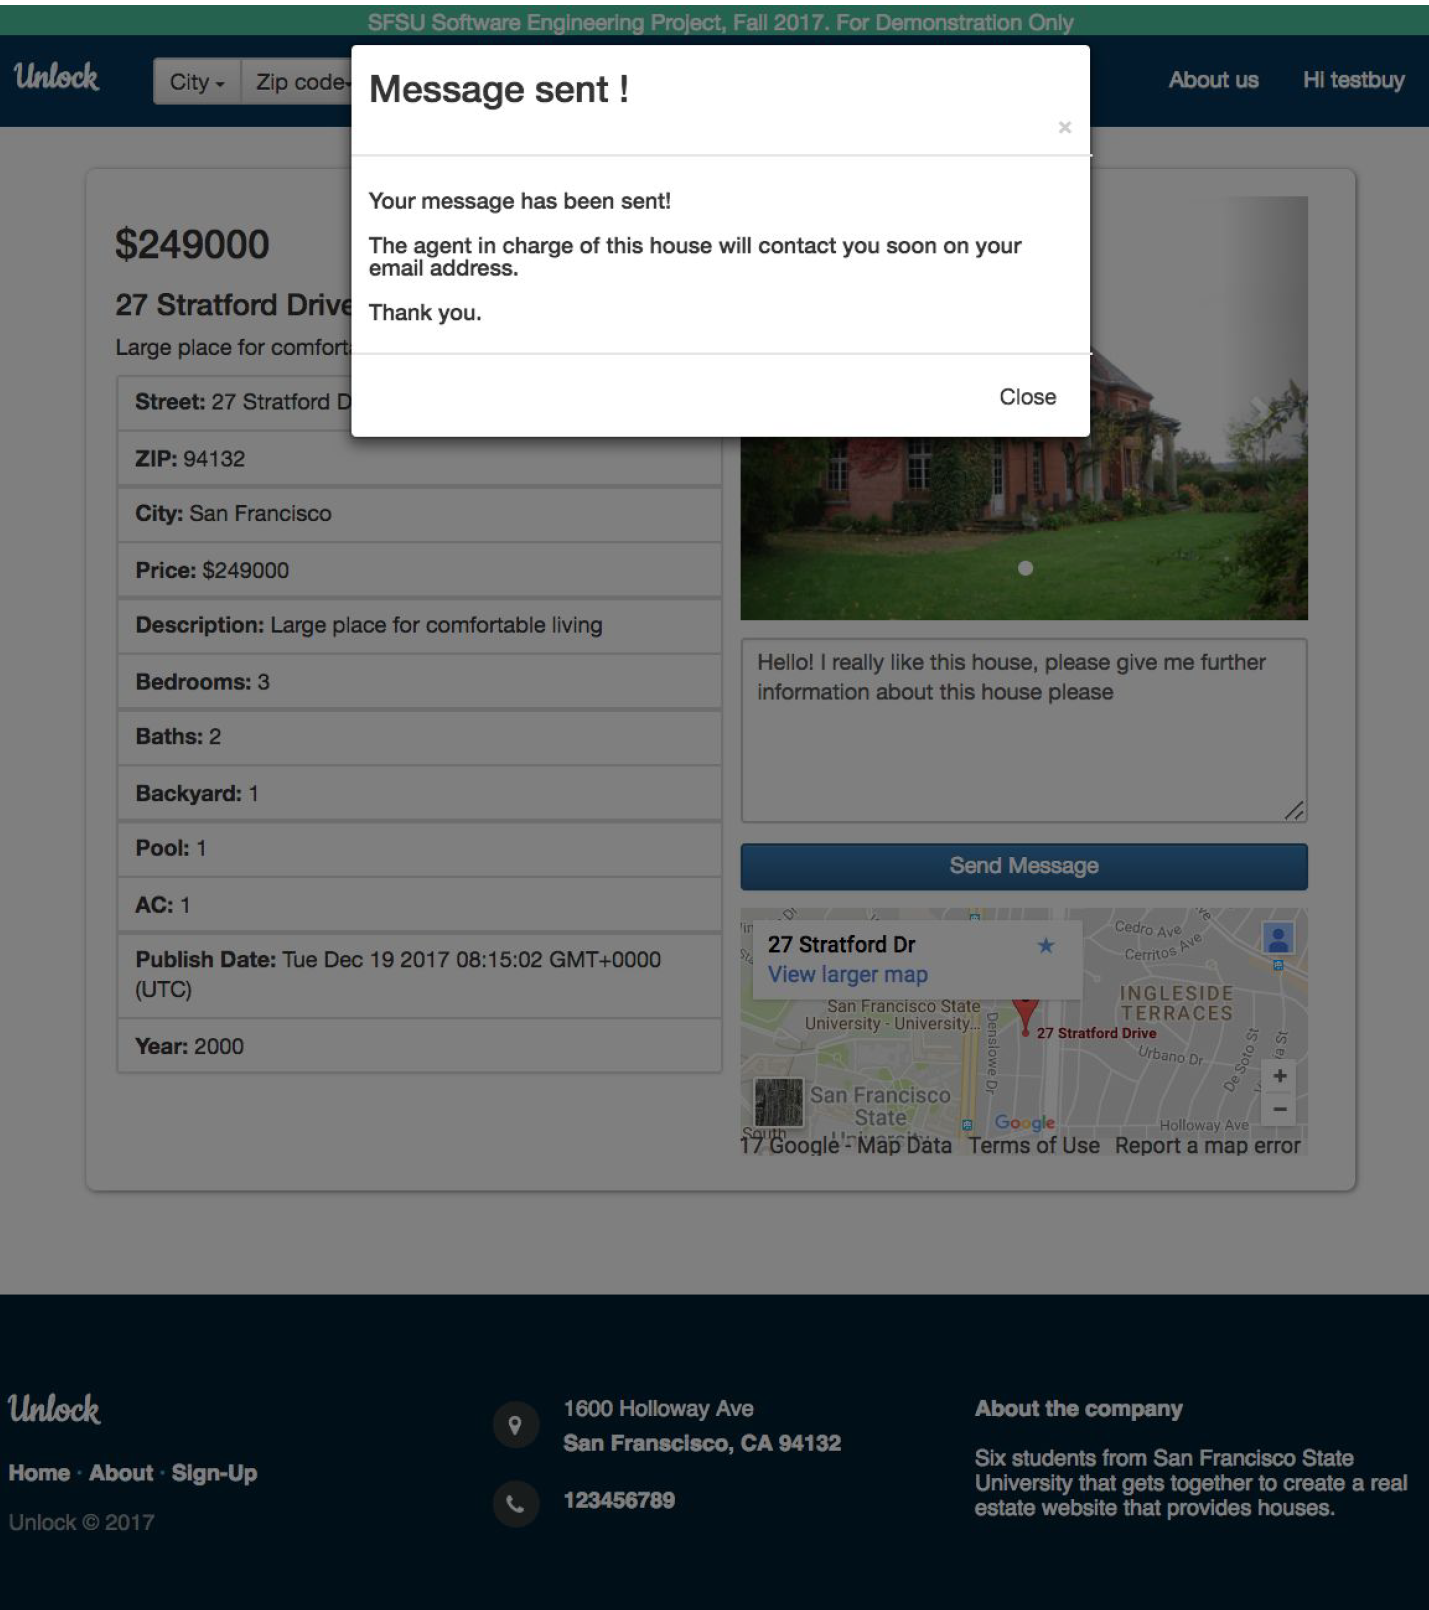 SFSU Software Engineering Project, Fall 2017. For Demonstration Only
Unlock
City
Zip code
About us
Hi testbuy
Message sent !
×
Your message has been sent!
The agent in charge of this house will contact you soon on your
email address.
Thank you.
Close
$249000
27 Stratford Drive
Large place for
Street: 27 Stratford D
ZIP: 94132
City: San Francisco
Price: $249000
Description: Large place for comfortable living
Bedrooms: 3
Baths: 2
Backyard: 1
Pool: 1
AC: 1
Publish Date: Tue Dec 19 2017 08:15:02 GMT+0000
(UTC)
Year: 2000
Hello! I really like this house, please give me further
information about this house please
Send Message
27 Stratford Dr
View larger map
Cedro Ave
Cerritos Ave
INGLESIDE
TERRACES
San Francisco State
University - University...
Denslowe Dr
27 Stratford Drive
Urbano Dr
De Soto St
San Francisco
State
University
South
Google
Holloway Ave
+
−
17 Google - Map Data
Terms of Use
Report a map error
Unlock
Home · About · Sign-Up
Unlock © 2017
1600 Holloway Ave
San Franscisco, CA 94132
123456789
About the company
Six students from San Francisco State
University that gets together to create a real
estate website that provides houses.